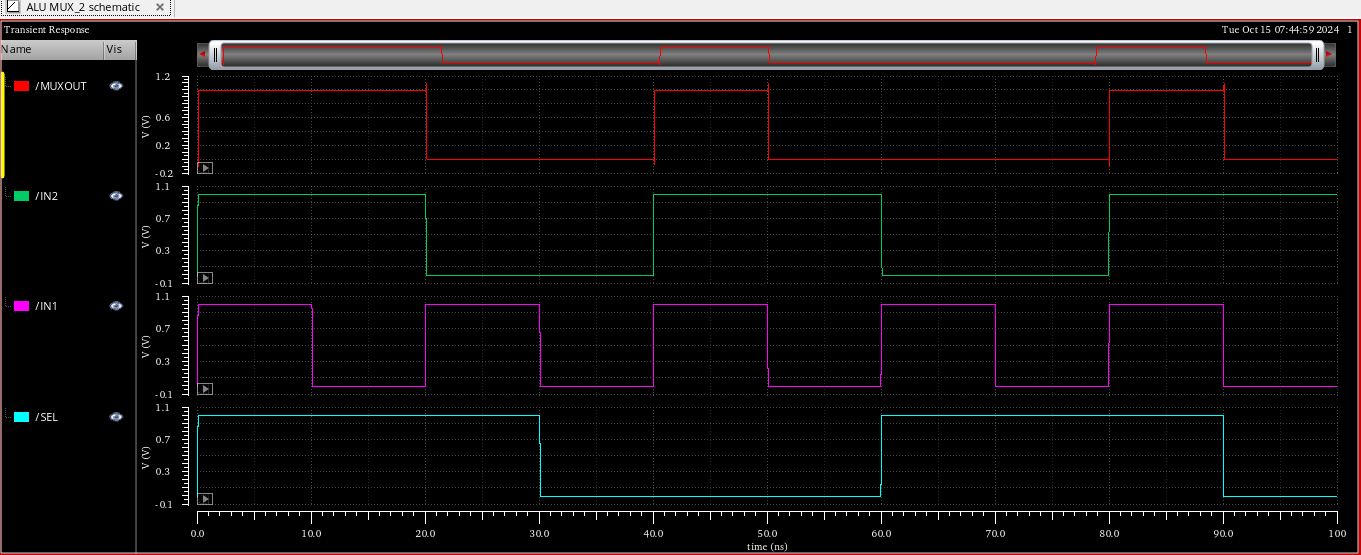 ALU MUX_2 schematic
Transient Response
Tue Oct 15 07:44:59 2024 1
Name Vis
/MUXOUT
1.2
0.6
0.2
-0.2
V (V)
/IN2
1.1
0.7
0.3
-0.1
V (V)
/IN1
1.1
0.7
0.3
-0.1
V (V)
/SEL
1.1
0.7
0.3
-0.1
V (V)
0.0 10.0 20.0 30.0 40.0 50.0 60.0 70.0 80.0 90.0 100
time (ns)